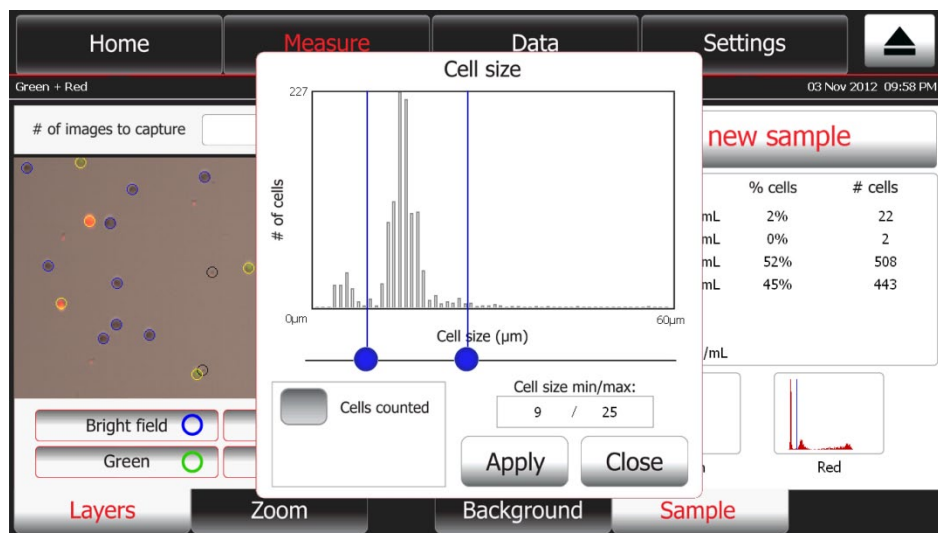 Home Measure Data Settings
Green + Red 03 Nov 2012 09:58 PM
# of images to capture
new sample
Cell size
227
# of cells
0µm 60µm
Cell size (µm)
Cells counted
Cell size min/max:
9 / 25
Apply Close
% cells # cells
mL 2% 22
mL 0% 2
mL 52% 508
mL 45% 443
/mL
Bright field
Green
Red
Layers Zoom Background Sample